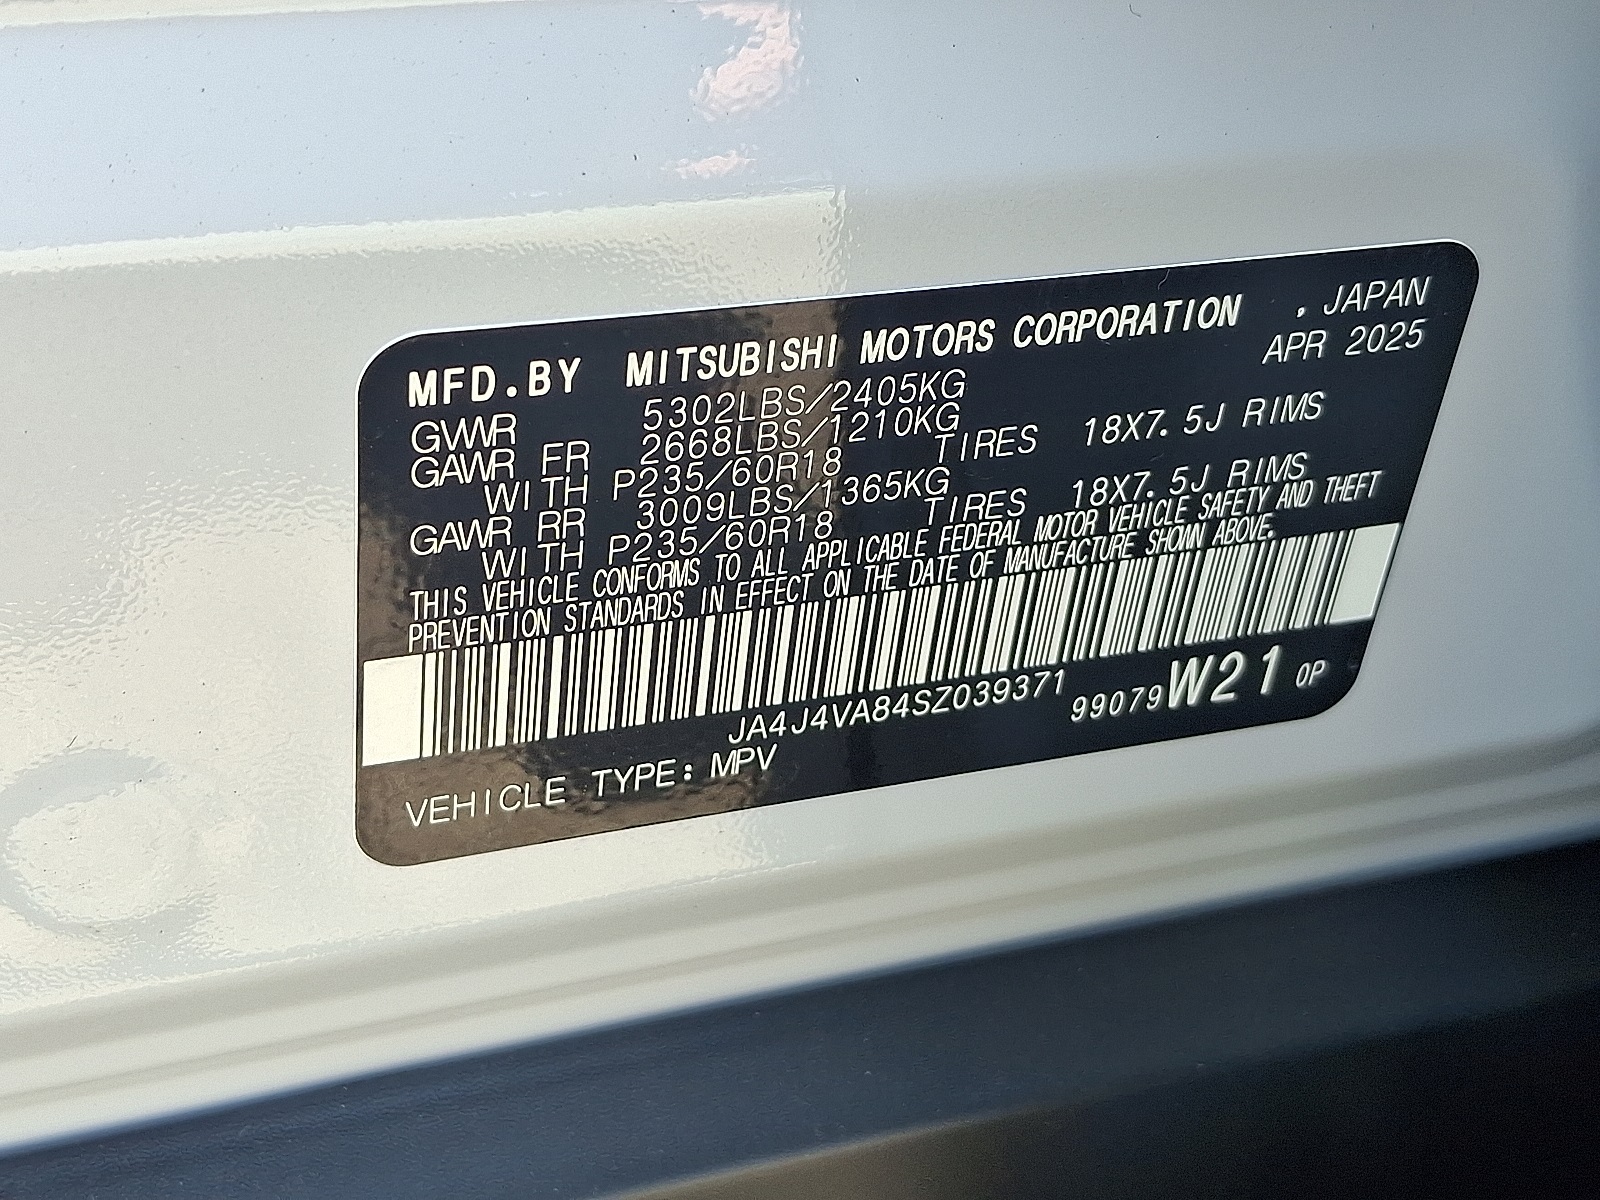 MFD.BY MITSUBISHI MOTORS CORPORATION , JAPAN
APR 2025
GVWR 5302LBS/2405KG
GAWR FR 2668LBS/1210KG
WITH P235/60R18 TIRES 18X7.5J RIMS
GAWR RR 3009LBS/1365KG
WITH P235/60R18 TIRES 18X7.5J RIMS
THIS VEHICLE CONFORMS TO ALL APPLICABLE FEDERAL MOTOR VEHICLE SAFETY AND THEFT
PREVENTION STANDARDS IN EFFECT ON THE DATE OF MANUFACTURE SHOWN ABOVE.
JA4J4VA84SZ039371
99079 W21 OP
VEHICLE TYPE: MPV